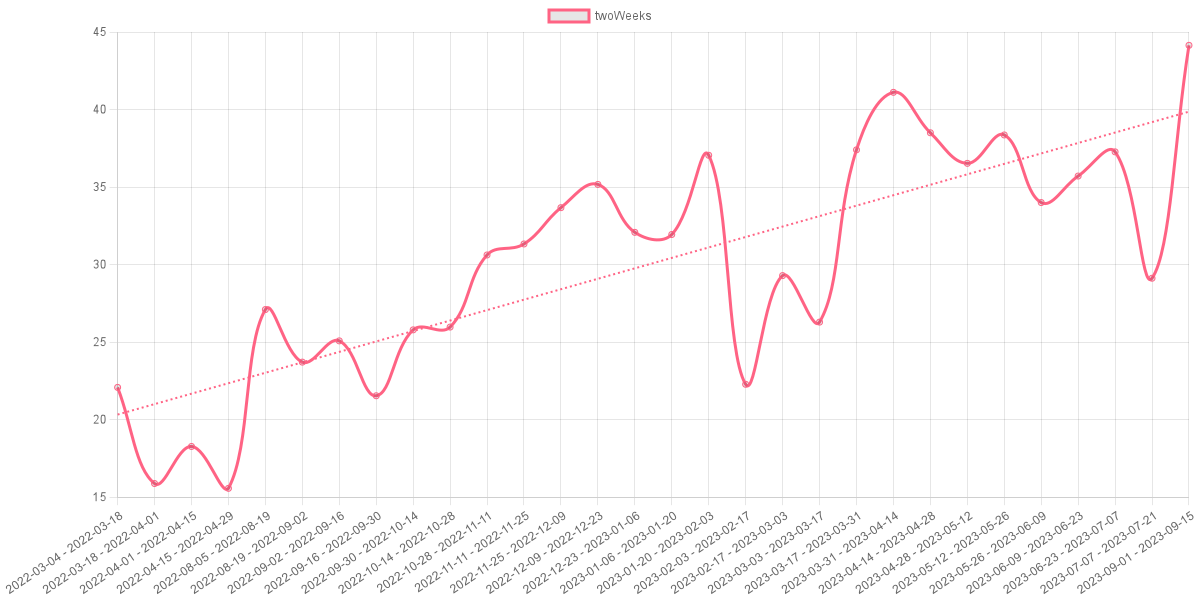 twoWeeks
45
40
35
30
25
20
15
2022-03-04 - 2022-03-18
2022-03-18 - 2022-04-01
2022-04-01 - 2022-04-15
2022-04-15 - 2022-04-29
2022-08-05 - 2022-08-19
2022-08-19 - 2022-09-02
2022-09-02 - 2022-09-16
2022-09-16 - 2022-09-30
2022-09-30 - 2022-10-14
2022-10-14 - 2022-10-28
2022-10-28 - 2022-11-11
2022-11-11 - 2022-11-25
2022-11-25 - 2022-12-09
2022-12-09 - 2022-12-23
2022-12-23 - 2023-01-06
2023-01-06 - 2023-01-20
2023-01-20 - 2023-02-03
2023-02-03 - 2023-02-17
2023-02-17 - 2023-03-03
2023-03-03 - 2023-03-17
2023-03-17 - 2023-03-31
2023-03-31 - 2023-04-14
2023-04-14 - 2023-04-28
2023-04-28 - 2023-05-12
2023-05-12 - 2023-05-26
2023-05-26 - 2023-06-09
2023-06-09 - 2023-06-23
2023-06-23 - 2023-07-07
2023-07-07 - 2023-07-21
2023-09-01 - 2023-09-15